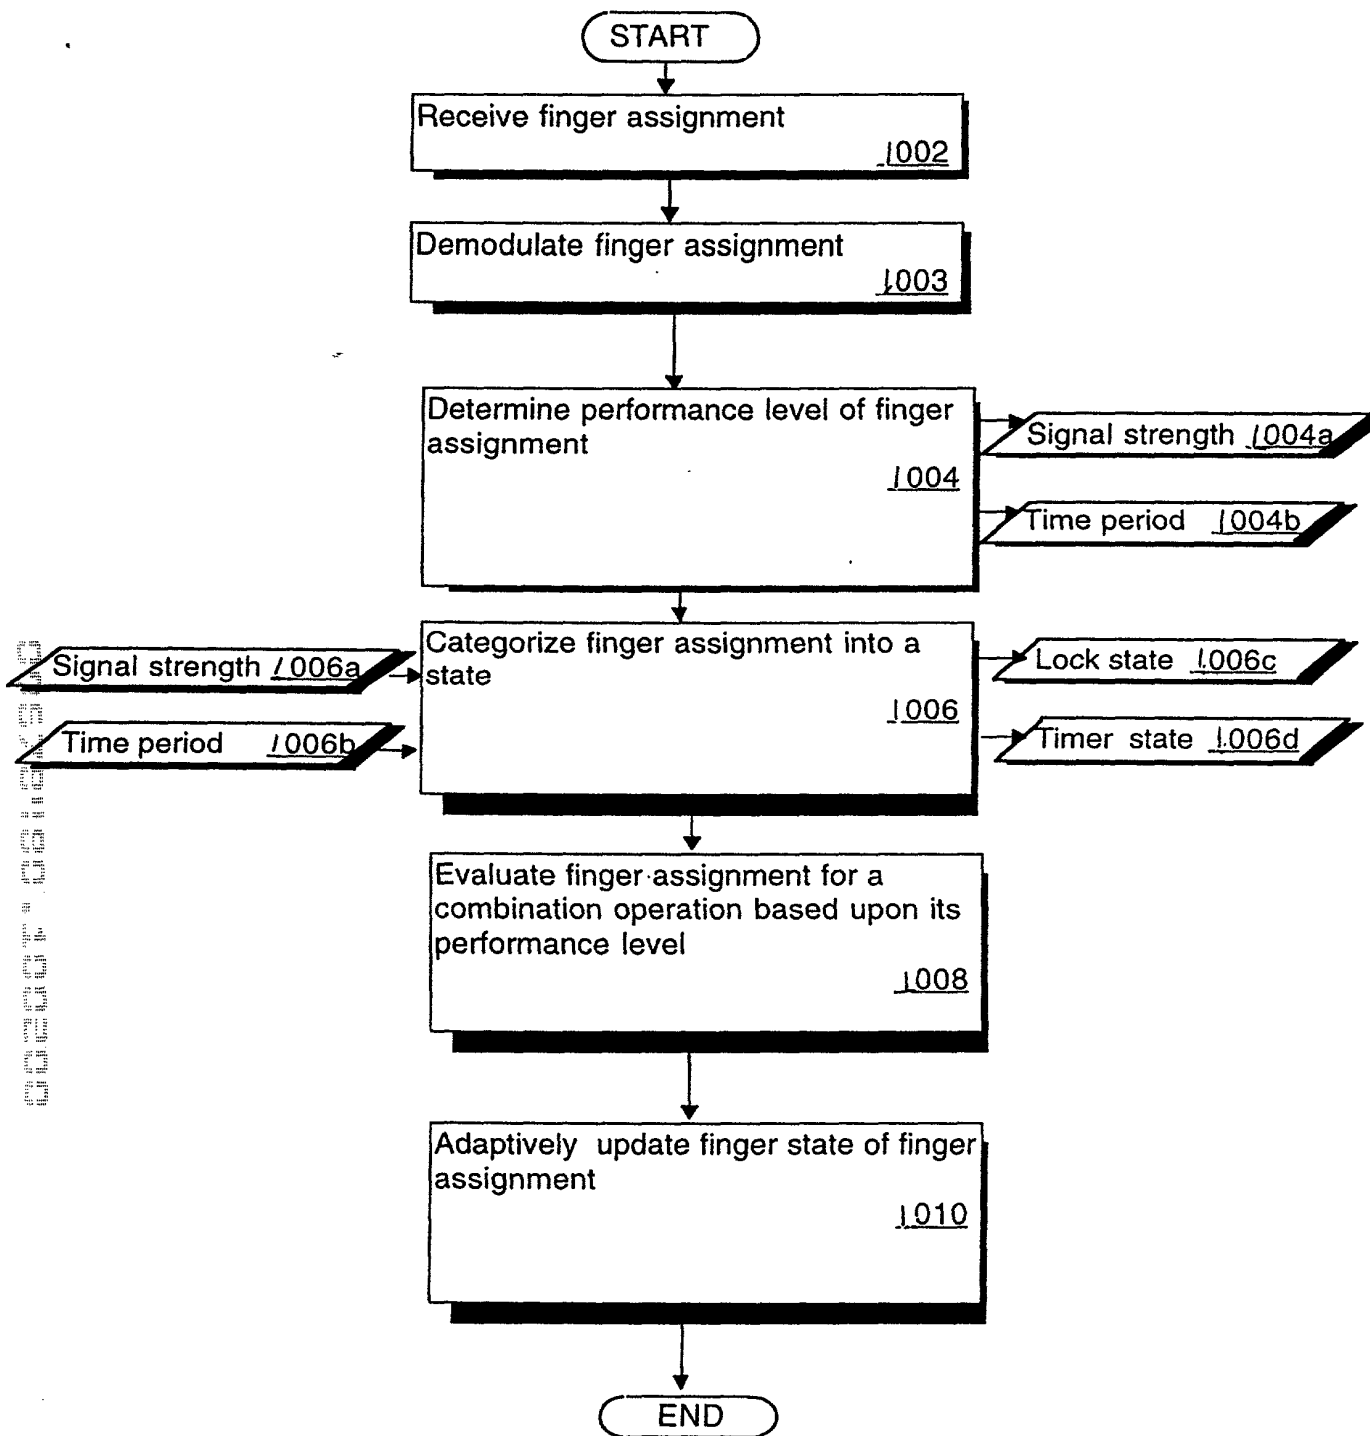 START
Receive finger assignment
1002
Demodulate finger assignment
1003
Determine performance level of finger
assignment
1004
Signal strength 1004a
Time period 1004b
Categorize finger assignment into a
state
1006
Signal strength 1006a
Time period 1006b
Lock state 1006c
Timer state 1006d
Evaluate finger assignment for a
combination operation based upon its
performance level
1008
Adaptively update finger state of finger
assignment
1010
END